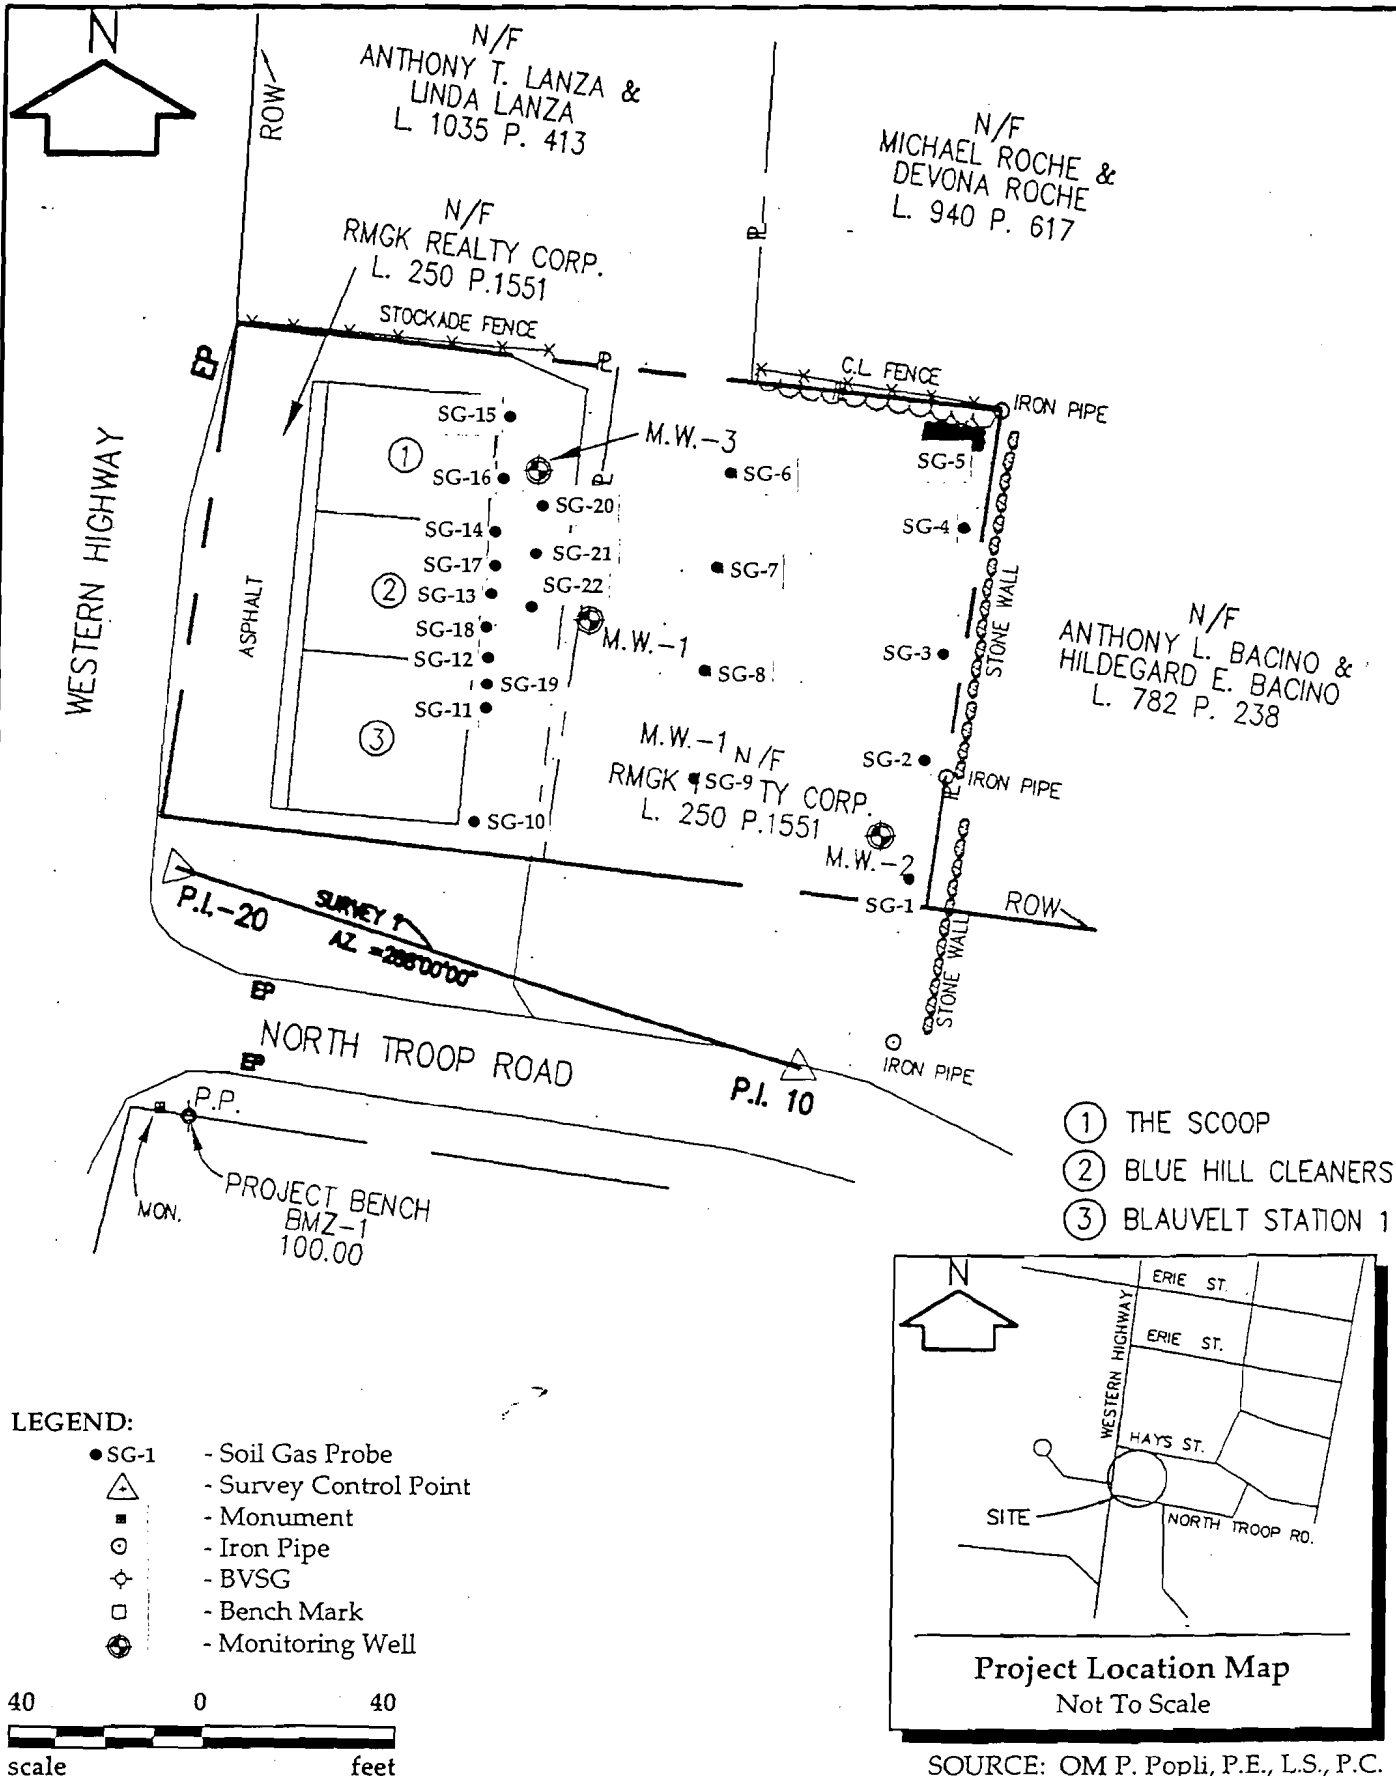 N
ROW
N/F
ANTHONY T. LANZA &
LINDA LANZA
L 1035 P. 413
N/F
MICHAEL ROCHE &
DEVONA ROCHE
L. 940 P. 617
N/F
RMGK REALTY CORP.
L. 250 P.1551
STOCKADE FENCE
EP
C.L FENCE
IRON PIPE
SG-15
M.W.-3
SG-5
1
SG-16
SG-6
SG-20
SG-4
SG-14
SG-21
SG-17
SG-7
WESTERN HIGHWAY
ASPHALT
2
SG-13
SG-22
STONE WALL
SG-18
M.W.-1
N/F
ANTHONY L. BACINO &
HILDEGARD E. BACINO
L. 782 P. 238
SG-12
SG-3
SG-19
SG-8
SG-11
3
M.W.-1 N/F
RMGK SG-9 TY CORP.
L. 250 P.1551
SG-2
IRON PIPE
SG-10
M.W.-2
SG-1
ROW
P.I.-20
SURVEY 1
AZ. =288°00'00"
STONE WALL
EP
NORTH TROOP ROAD
EP
IRON PIPE
P.I. 10
P.P.
MON.
PROJECT BENCH
BMZ-1
100.00
1 THE SCOOP
2 BLUE HILL CLEANERS
3 BLAUVELT STATION 1
N
ERIE ST.
WESTERN HIGHWAY
ERIE ST.
HAYS ST.
SITE
NORTH TROOP RD.
Project Location Map
Not To Scale
LEGEND:
SG-1 - Soil Gas Probe
- Survey Control Point
- Monument
- Iron Pipe
- BVSG
- Bench Mark
- Monitoring Well
40 0 40
scale feet
SOURCE: OM P. Popli, P.E., L.S., P.C.